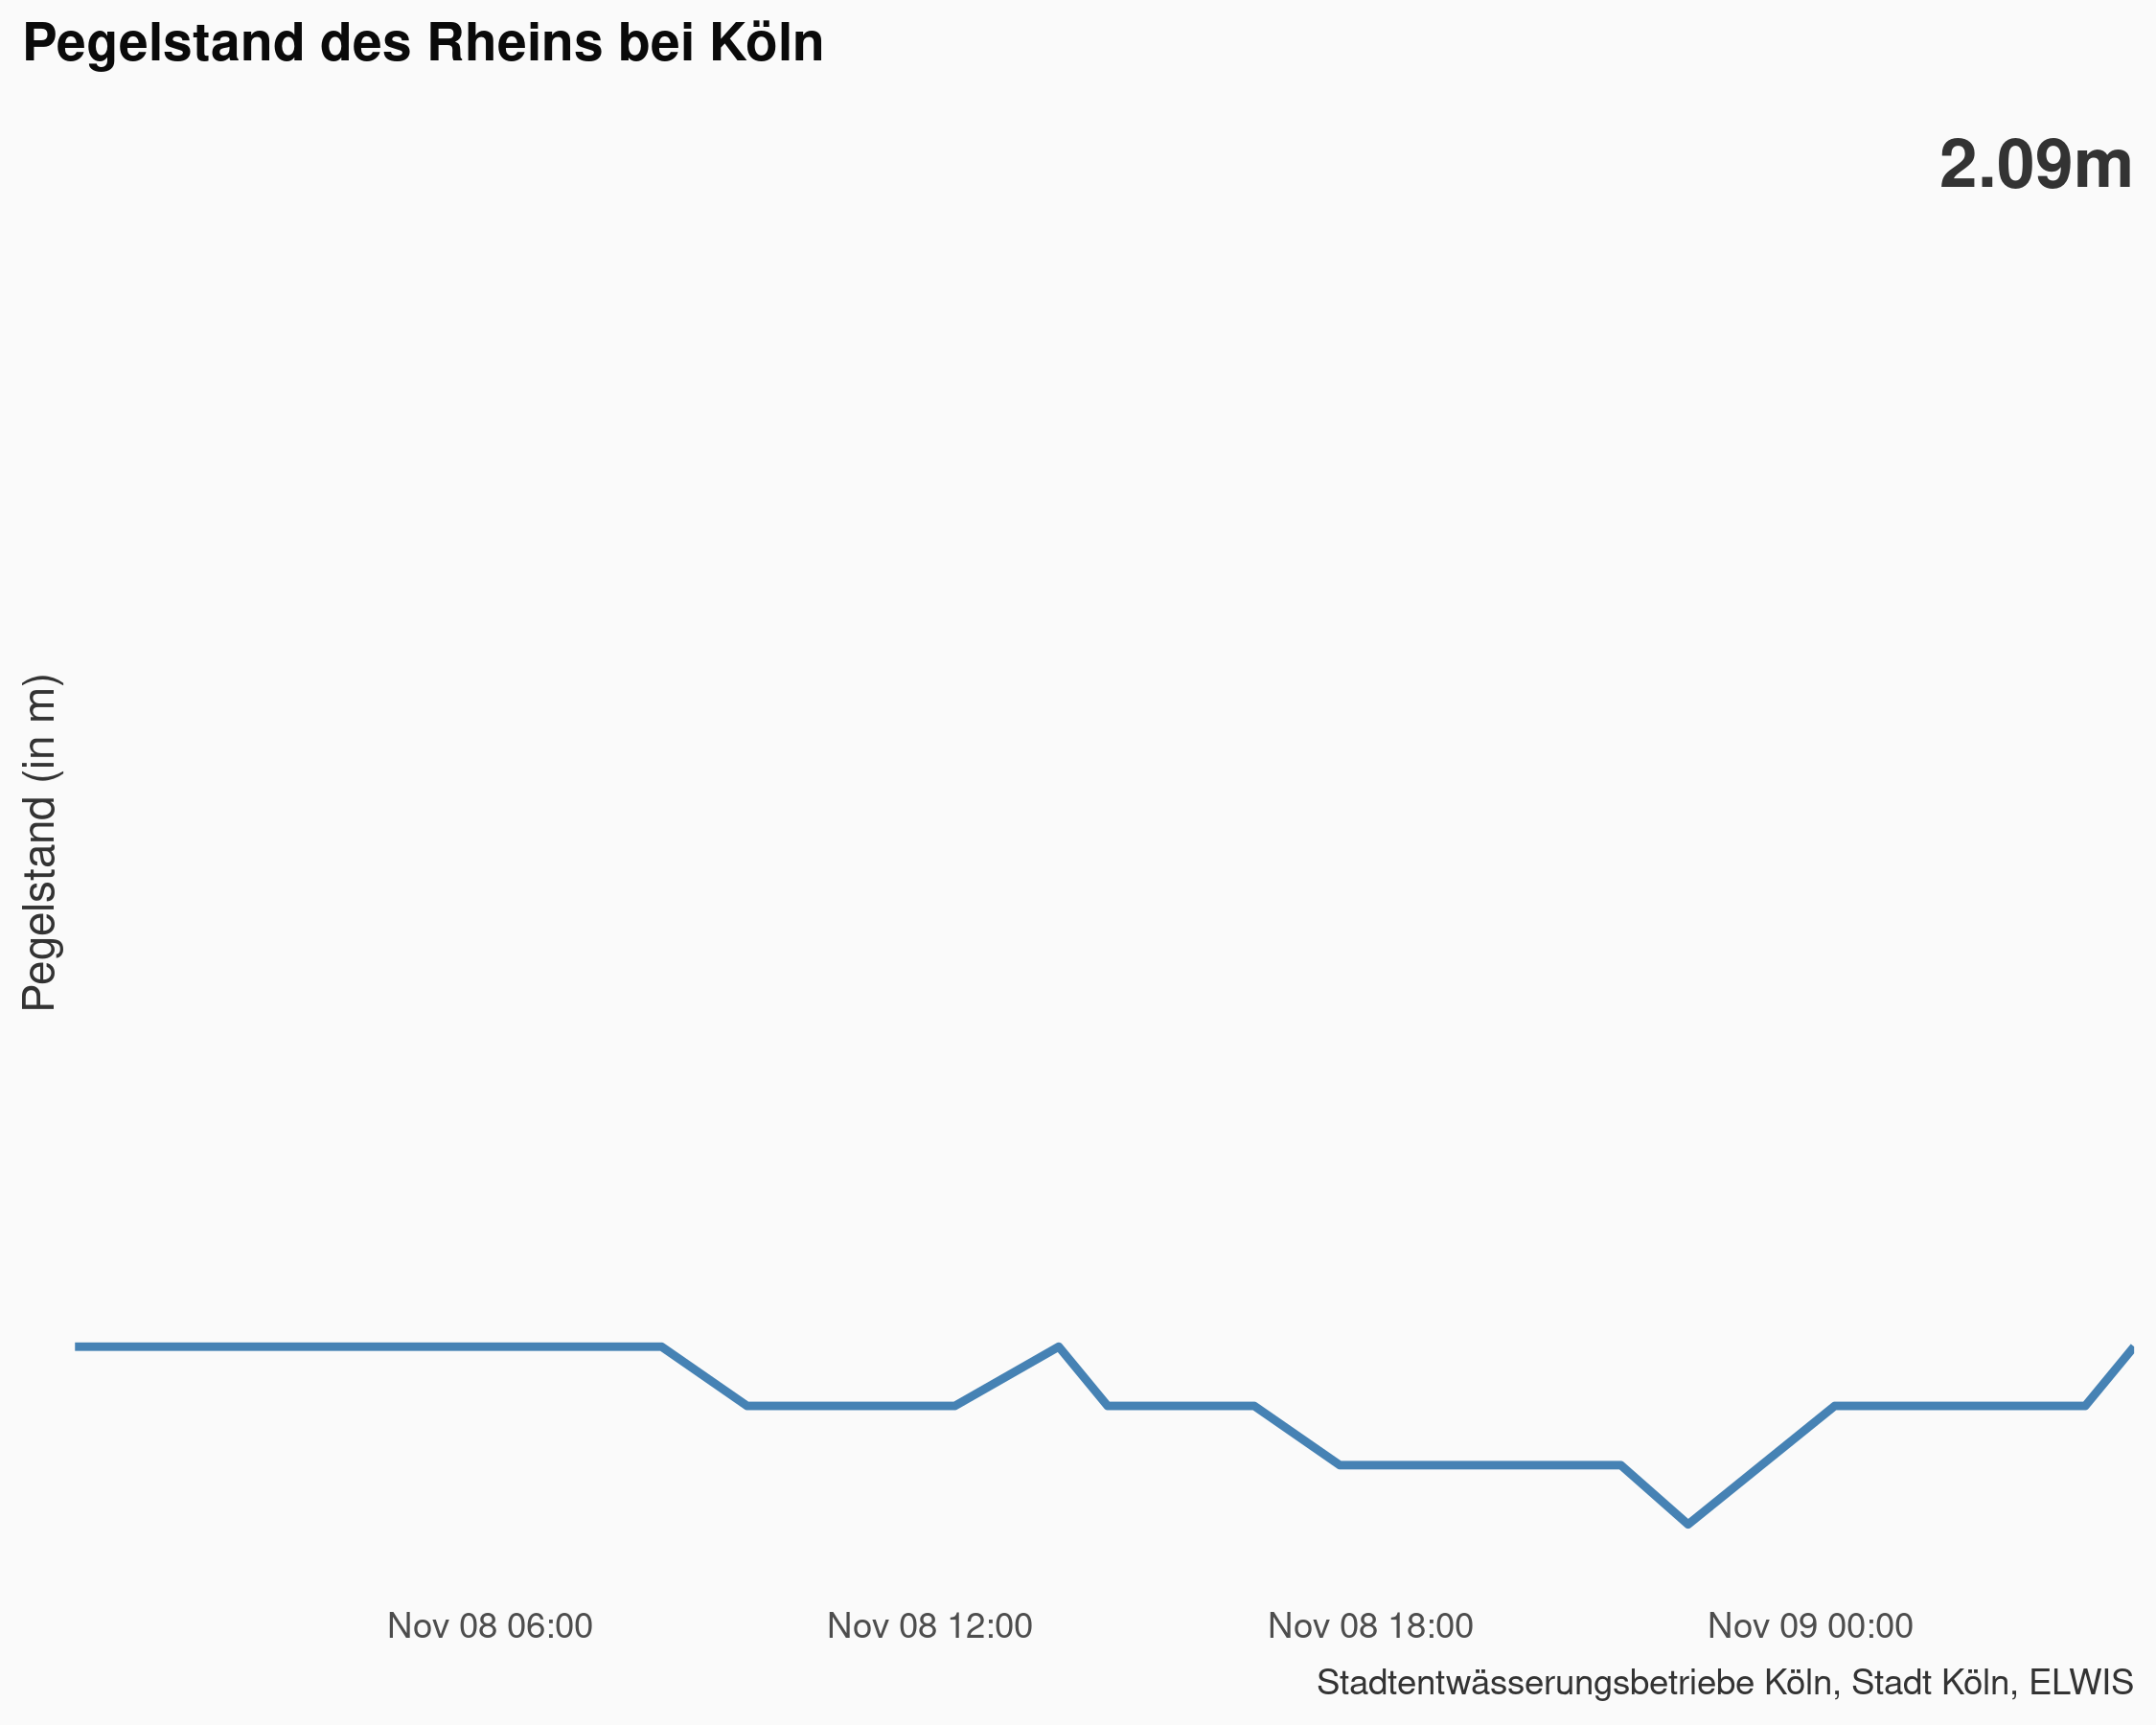 Pegelstand des Rheins bei Köln
2.09m
Pegelstand (in m)
Nov 08 06:00
Nov 08 12:00
Nov 08 18:00
Nov 09 00:00
Stadtentwässerungsbetriebe Köln, Stadt Köln, ELWIS